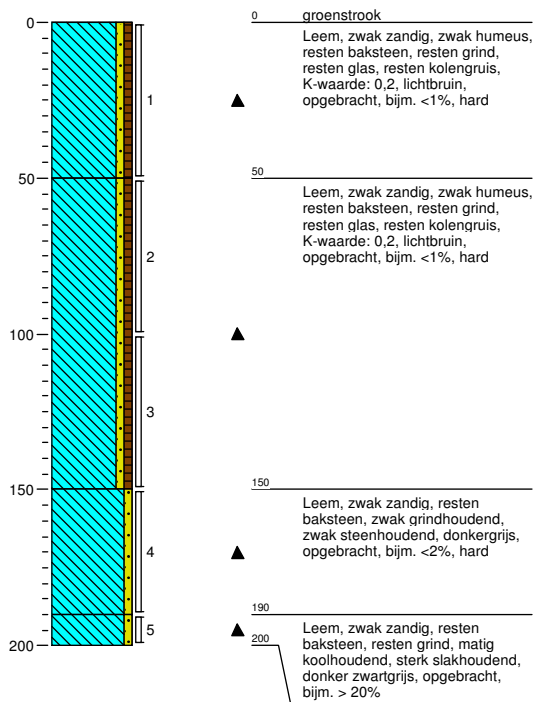 0
50
100
150
200
1
2
3
4
5
0 groenstrook
Leem, zwak zandig, zwak humeus,
resten baksteen, resten grind,
resten glas, resten kolengruis,
K-waarde: 0,2, lichtbruin,
opgebracht, bijm. <1%, hard
50
Leem, zwak zandig, zwak humeus,
resten baksteen, resten grind,
resten glas, resten kolengruis,
K-waarde: 0,2, lichtbruin,
opgebracht, bijm. <1%, hard
150
Leem, zwak zandig, resten
baksteen, zwak grindhoudend,
zwak steenhoudend, donkergrijs,
opgebracht, bijm. <2%, hard
190
Leem, zwak zandig, resten
baksteen, resten grind, matig
koolhoudend, sterk slakhoudend,
donker zwartgrijs, opgebracht,
bijm. > 20%
200